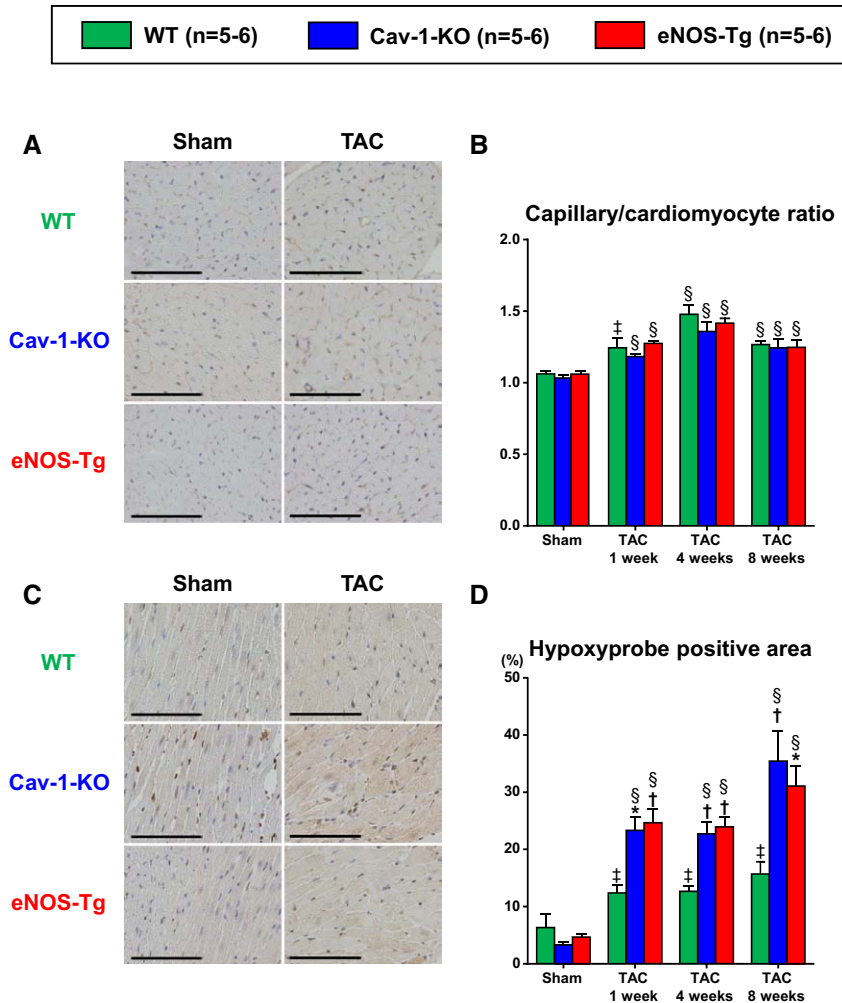 WT (n=5-6) Cav-1-KO (n=5-6) eNOS-Tg (n=5-6)
A
Sham TAC
WT
Cav-1-KO
eNOS-Tg
B
Capillary/cardiomyocyte ratio
2.0
1.5
1.0
0.5
0.0
‡ § §
§ § §
§ § §
Sham TAC TAC TAC
1 week 4 weeks 8 weeks
C
Sham TAC
WT
Cav-1-KO
eNOS-Tg
D
Hypoxyprobe positive area
(%)
50
40
30
20
10
0
‡ § * § †
‡ § † § †
‡ § † § *
Sham TAC TAC TAC
1 week 4 weeks 8 weeks